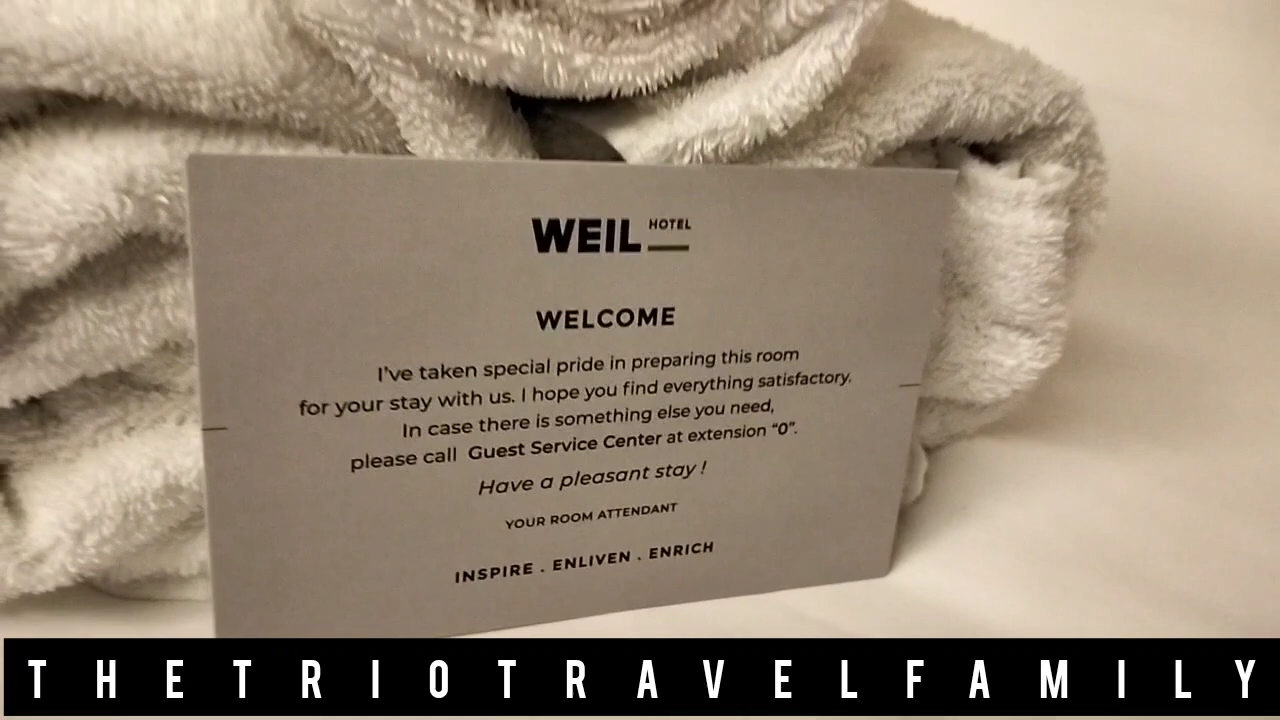 WEIL HOTEL
WELCOME
I've taken special pride in preparing this room
for your stay with us. I hope you find everything satisfactory.
In case there is something else you need,
please call Guest Service Center at extension “0”.
Have a pleasant stay !
YOUR ROOM ATTENDANT
INSPIRE . ENLIVEN . ENRICH
THETRIOTRAVELFAMILY